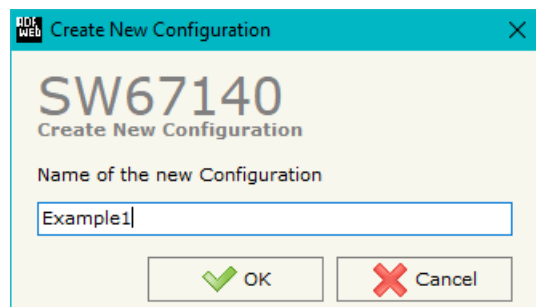 ADF
WEB
Create New Configuration
SW67140
Create New Configuration
Name of the new Configuration
Example1
OK
Cancel